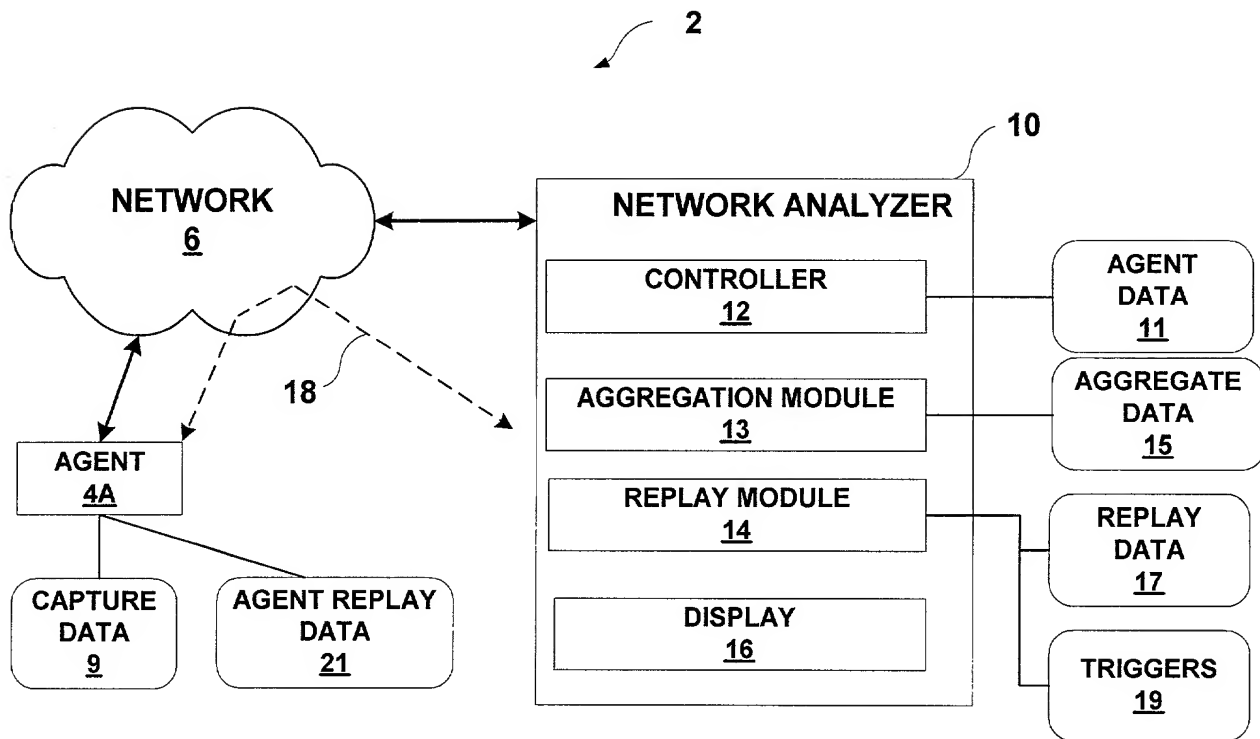 2
10
NETWORK
6
NETWORK ANALYZER
CONTROLLER
12
AGENT
DATA
11
18
AGGREGATION MODULE
13
AGGREGATE
DATA
15
AGENT
4A
REPLAY MODULE
14
REPLAY
DATA
17
CAPTURE
DATA
9
AGENT REPLAY
DATA
21
DISPLAY
16
TRIGGERS
19